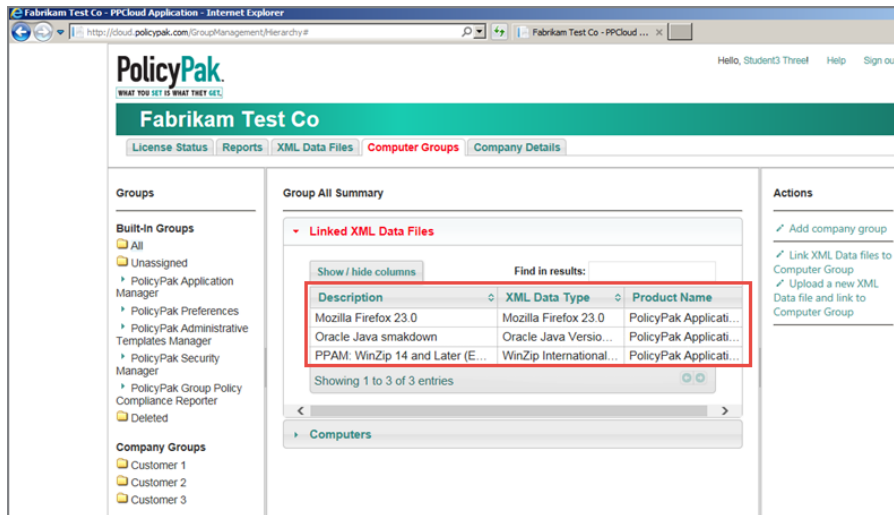 Fabrikam Test Co - PPCloud Application - Internet Explorer
http://cloud.policypak.com/GroupManagement/Hierarchy#
Fabrikam Test Co - PPCloud ...
PolicyPak.
WHAT YOU SET IS WHAT THEY GET.
Hello, Student3 Three!
Help
Sign ou
Fabrikam Test Co
License Status
Reports
XML Data Files
Computer Groups
Company Details
Groups
Built-In Groups
All
Unassigned
PolicyPak Application
Manager
PolicyPak Preferences
PolicyPak Administrative
Templates Manager
PolicyPak Security
Manager
PolicyPak Group Policy
Compliance Reporter
Deleted
Company Groups
Customer 1
Customer 2
Customer 3
Group All Summary
Linked XML Data Files
Show / hide columns
Find in results:
Description XML Data Type Product Name
Mozilla Firefox 23.0 Mozilla Firefox 23.0 PolicyPak Applicati...
Oracle Java smakdown Oracle Java Versio... PolicyPak Applicati...
PPAM: WinZip 14 and Later (E... WinZip International... PolicyPak Applicati...
Showing 1 to 3 of 3 entries
Computers
Actions
Add company group
Link XML Data files to
Computer Group
Upload a new XML
Data file and link to
Computer Group